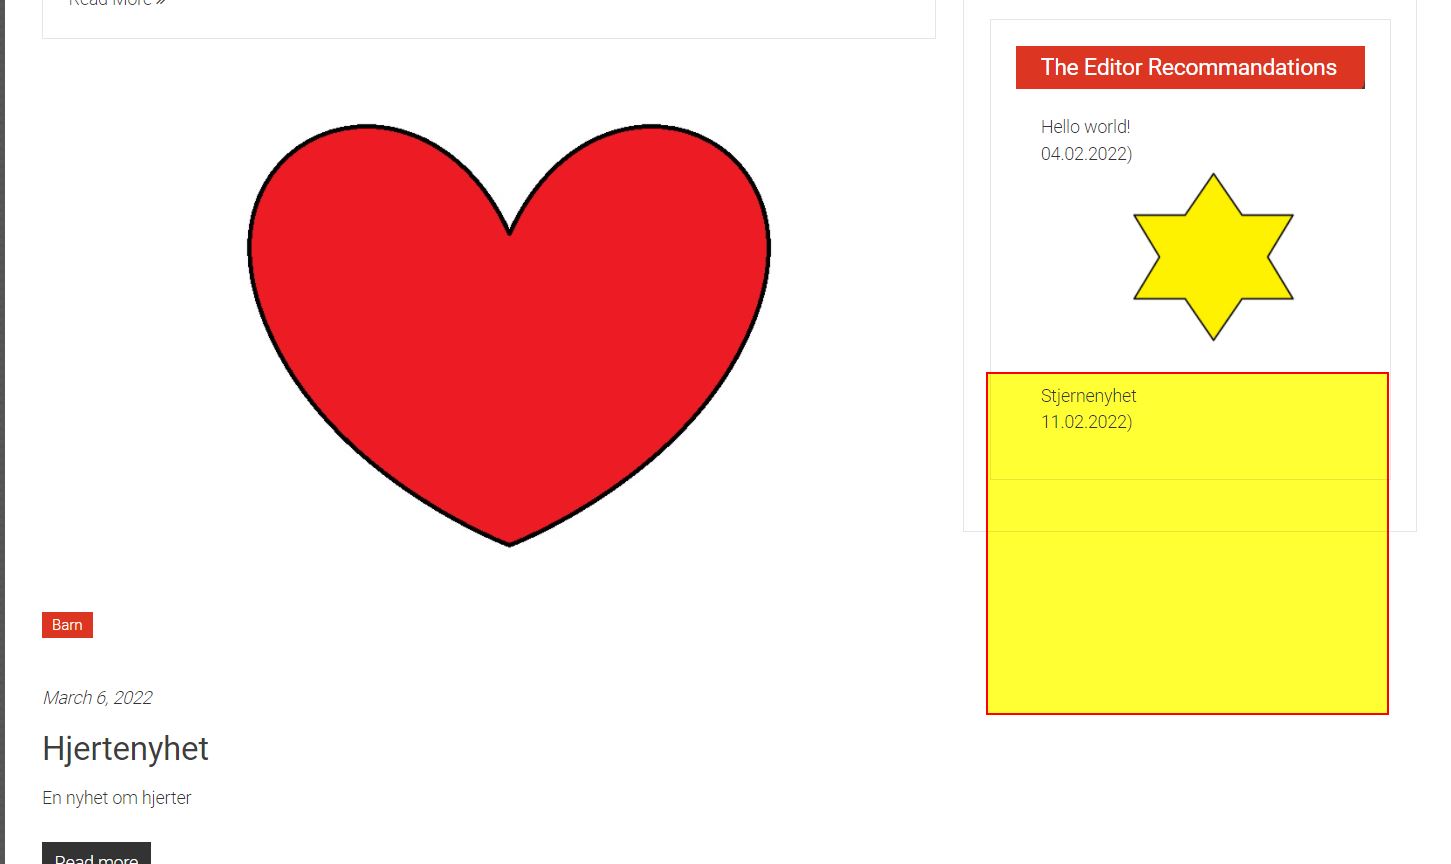 Read More »
The Editor Recommandations
Hello world!
04.02.2022)
Stjernenyhet
11.02.2022)
Barn
March 6, 2022
Hjertenyhet
En nyhet om hjerter
Read more